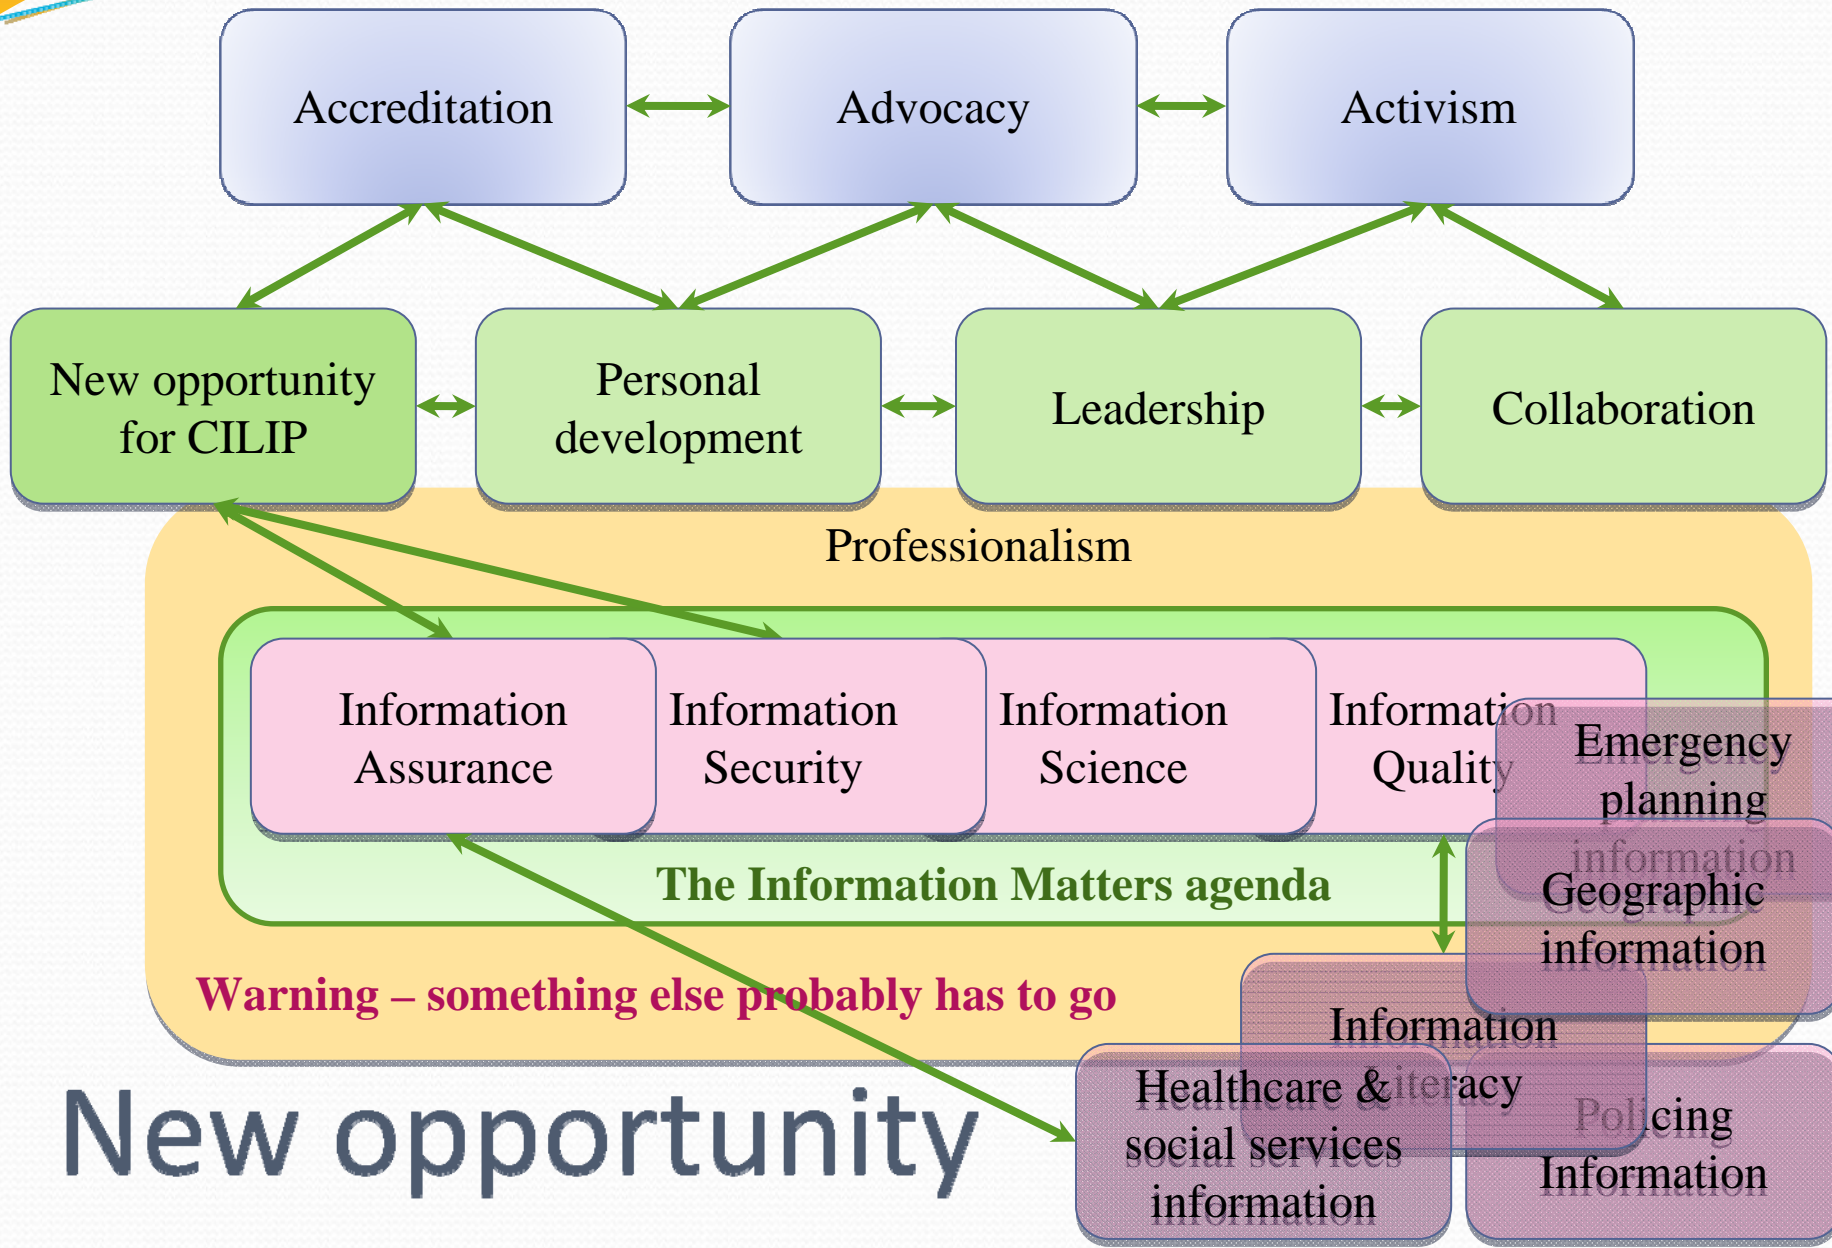 Accreditation
Advocacy
Activism
New opportunity
for CILIP
Personal
development
Leadership
Collaboration
Professionalism
Information
Assurance
Information
Security
Information
Science
Information
Quality
Emergency
planning
information
Geographic
information
The Information Matters agenda
Warning – something else probably has to go
Information
Literacy
Healthcare &
social services
information
Policing
Information
New opportunity